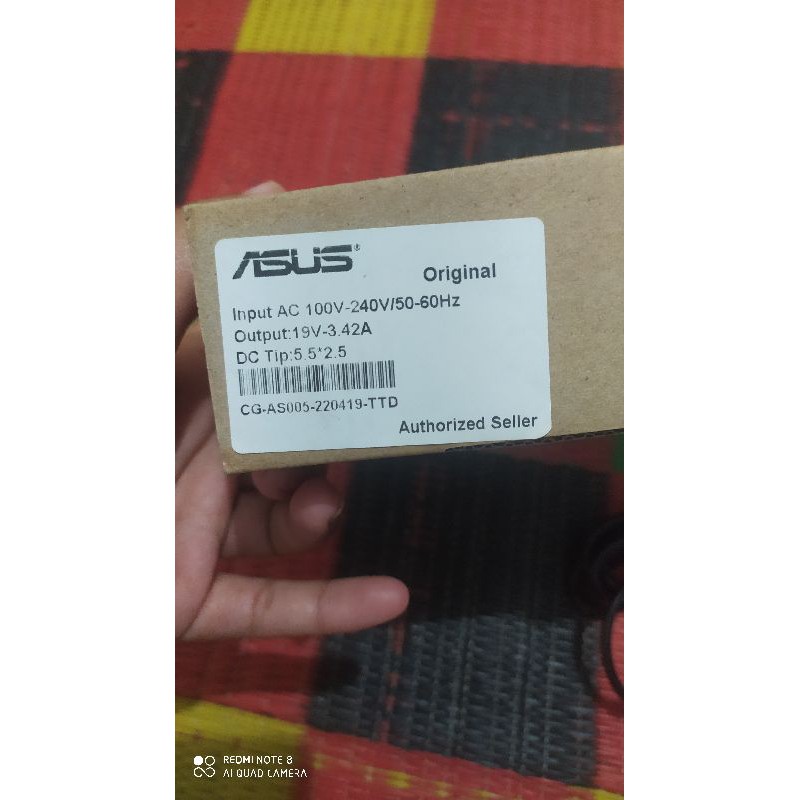 ASUS®
Original
Input AC 100V-240V/50-60Hz
Output:19V-3.42A
DC Tip:5.5*2.5
CG-AS005-220419-TTD
Authorized Seller
REDMI NOTE 8
AI QUAD CAMERA